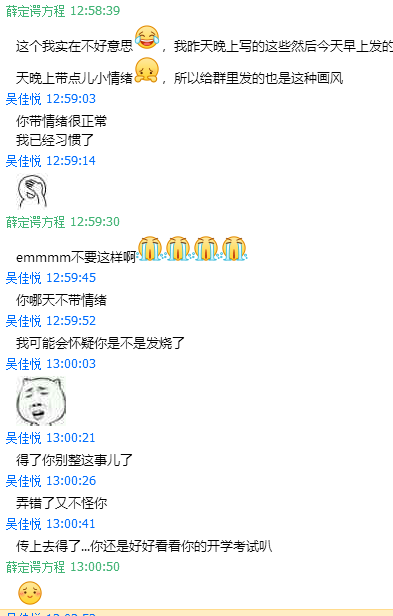 薛定谔方程 12:58:39
这个我实在不好意思，我昨天晚上写的这些然后今天早上发的
天晚上带点儿小情绪，所以给群里发的也是这种画风
吴佳悦 12:59:03
你带情绪很正常
我已经习惯了
吴佳悦 12:59:14
薛定谔方程 12:59:30
emmmm不要这样啊
吴佳悦 12:59:45
你哪天不带情绪
吴佳悦 12:59:52
我可能会怀疑你是不是发烧了
吴佳悦 13:00:03
吴佳悦 13:00:21
得了你别整这事儿了
吴佳悦 13:00:26
弄错了又不怪你
吴佳悦 13:00:41
传上去得了...你还是好好看看你的开学考试叭
薛定谔方程 13:00:50